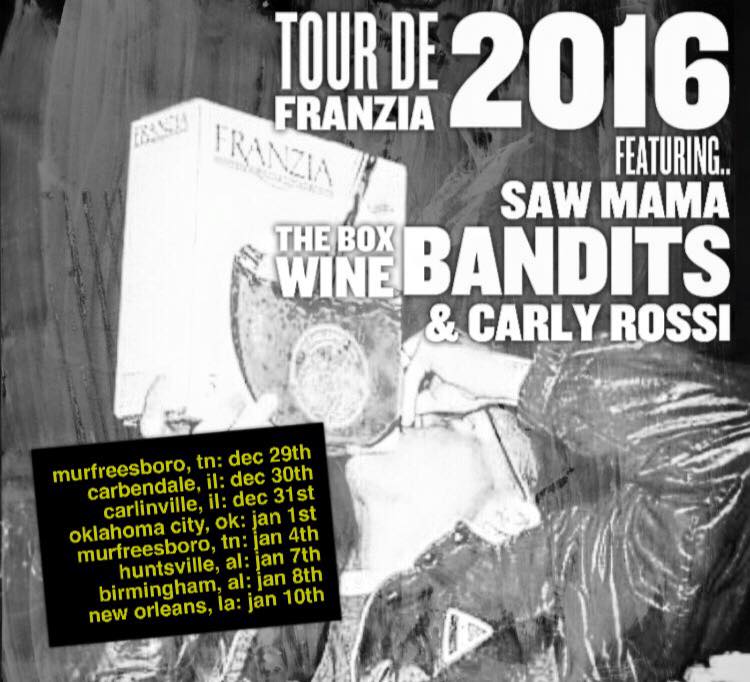 TOUR DE
FRANZIA
2016
FEATURING..
SAW MAMA
THE BOX
WINE
BANDITS
& CARLY ROSSI
FRANZIA
FRANZIA
murfreesboro, tn: dec 29th
carbendale, il: dec 30th
carlinville, il: dec 31st
oklahoma city, ok: jan 1st
murfreesboro, tn: jan 4th
huntsville, al: jan 7th
birmingham, al: jan 8th
new orleans, la: jan 10th